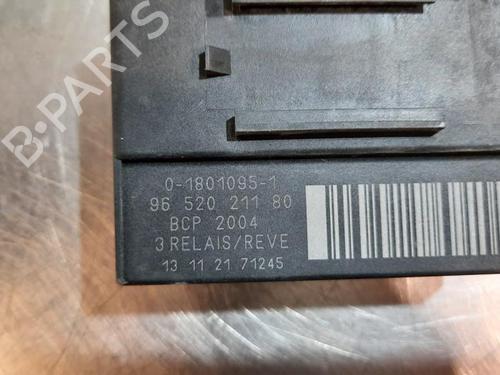 B-PARTS
0-1801095-1
96 520 211 80
BCP 2004
3 RELAIS/REVE
13 11 21 71245